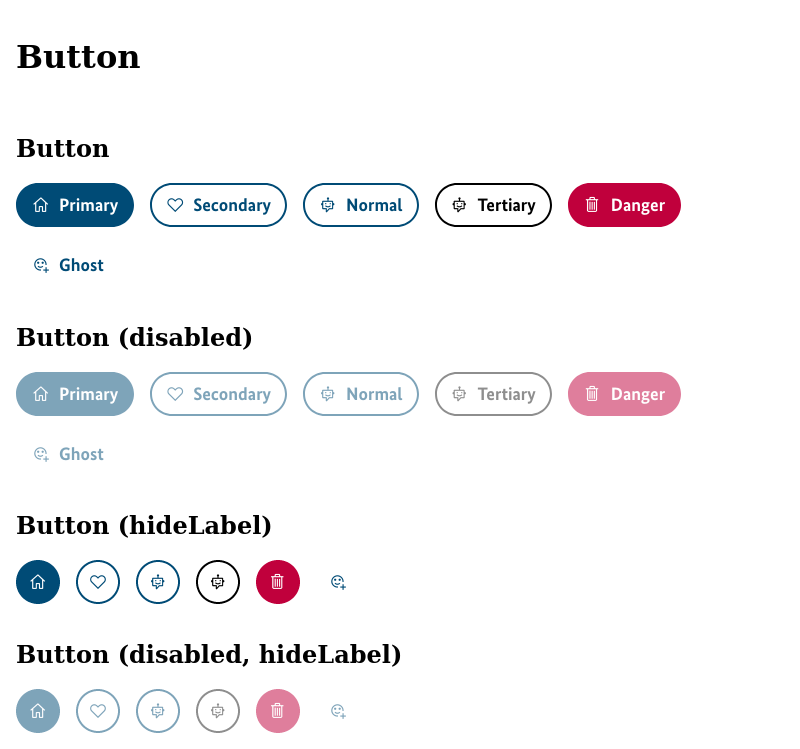 Button
Button
Primary Secondary Normal Tertiary Danger
Ghost
Button (disabled)
Primary Secondary Normal Tertiary Danger
Ghost
Button (hideLabel)
Button (disabled, hideLabel)